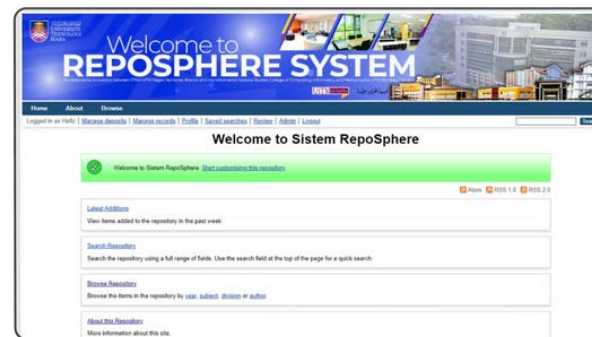 UNIVERSITI
TEKNOLOGI
MARA
Welcome to
REPOSPHERE SYSTEM
UiTM
Home About Browse
Logged in as Hafiz | Manage deposits | Manage records | Profile | Saved searches | Review | Admin | Logout
Welcome to Sistem RepoSphere
Welcome to Sistem RepoSphere. Start customising this repository.
Atom RSS 1.0 RSS 2.0
Latest Additions
View items added to the repository in the past week.
Search Repository
Search the repository using a full range of fields. Use the search field at the top of the page for a quick search.
Browse Repository
Browse the items in the repository by year, subject, division or author.
About this Repository
More information about this site.